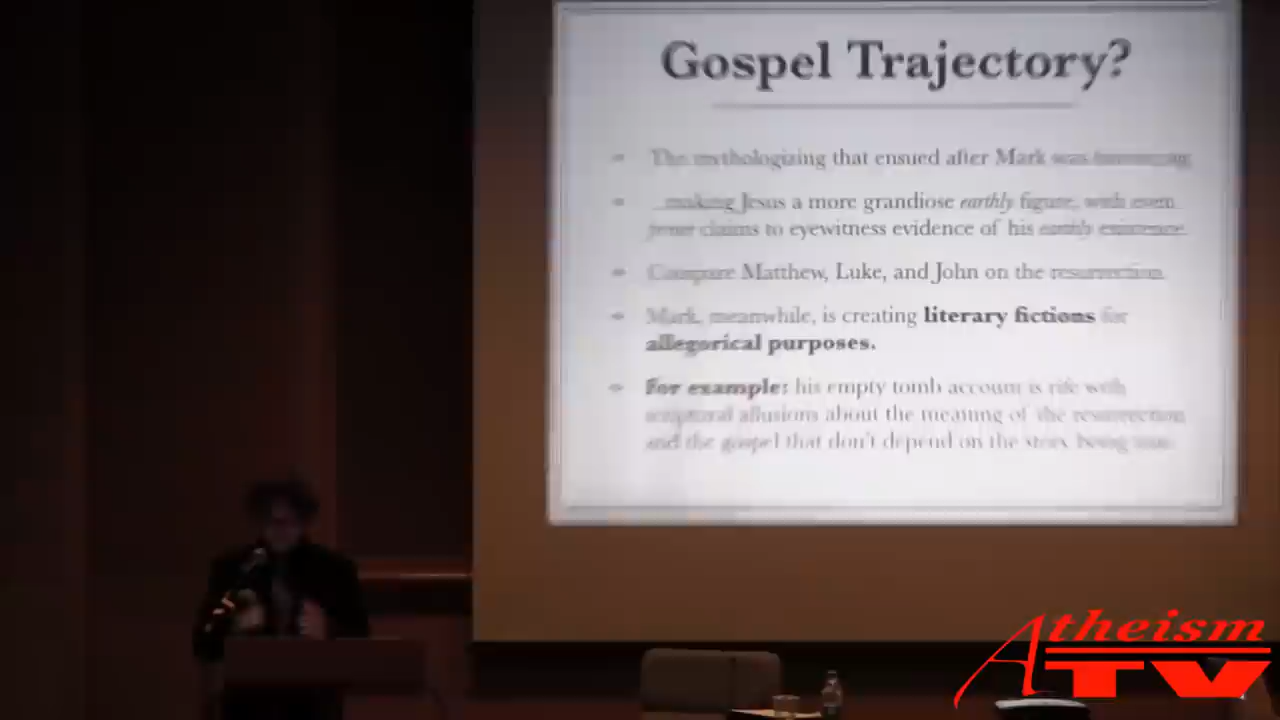 Gospel Trajectory?
The mythologizing that ensued after Mark was
making Jesus a more grandiose earthly figure, with even
claims to eyewitness evidence of his earthly existence.
Compare Matthew, Luke, and John on the resurrection.
Mark, meanwhile, is creating literary fictions for
allegorical purposes.
For example: his empty tomb account is rife with
scriptural allusions about the meaning of the resurrection
and the gospel that don't depend on the story being true.
Atheism
TV